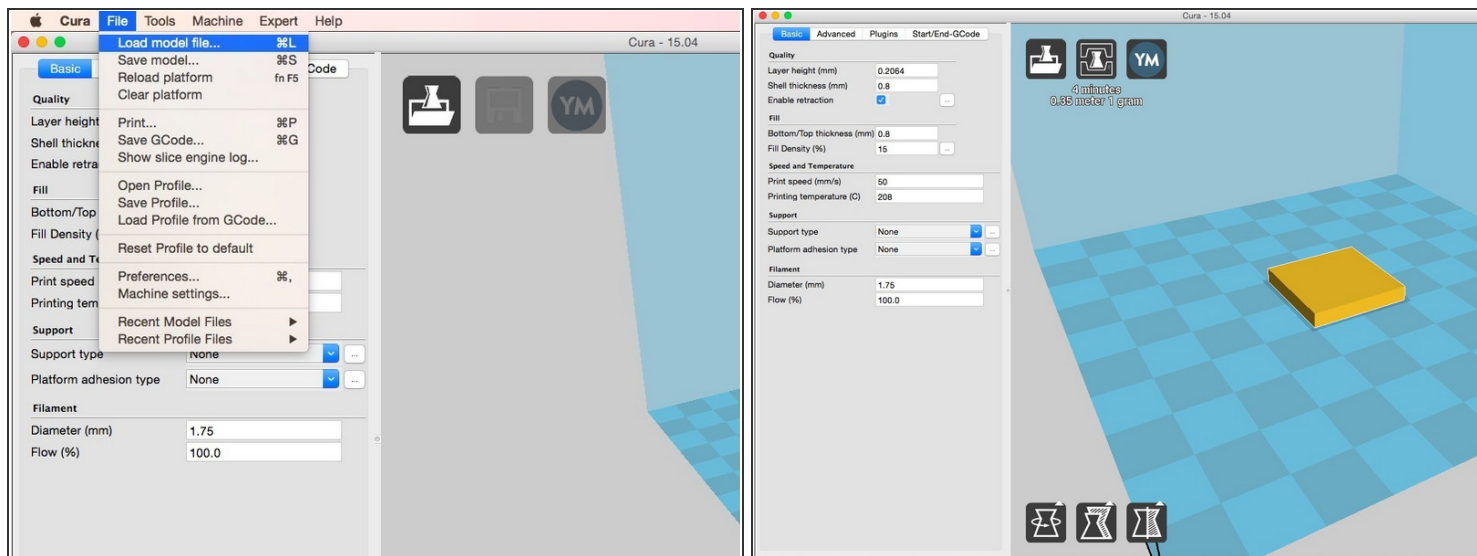 Cura File Tools Machine Expert Help
Cura - 15.04
Load model file... ⌘L
Save model... ⌘S
Reload platform fn F5
Clear platform
Print... ⌘P
Save GCode... ⌘G
Show slice engine log...
Open Profile...
Save Profile...
Load Profile from GCode...
Reset Profile to default
Preferences... ⌘,
Machine settings...
Recent Model Files ▶
Recent Profile Files ▶
Basic Code
Quality
Layer height
Shell thickne
Enable retra
Fill
Bottom/Top
Fill Density (
Speed and Te
Print speed
Printing tem
Support
Support type None ...
Platform adhesion type None ...
Filament
Diameter (mm) 1.75
Flow (%) 100.0
YM
Cura - 15.04
Basic Advanced Plugins Start/End-GCode
Quality
Layer height (mm) 0.2064
Shell thickness (mm) 0.8
Enable retraction ...
Fill
Bottom/Top thickness (mm) 0.8
Fill Density (%) 15 ...
Speed and Temperature
Print speed (mm/s) 50
Printing temperature (C) 208
Support
Support type None ...
Platform adhesion type None ...
Filament
Diameter (mm) 1.75
Flow (%) 100.0
YM
4 minutes
0.35 meter 1 gram